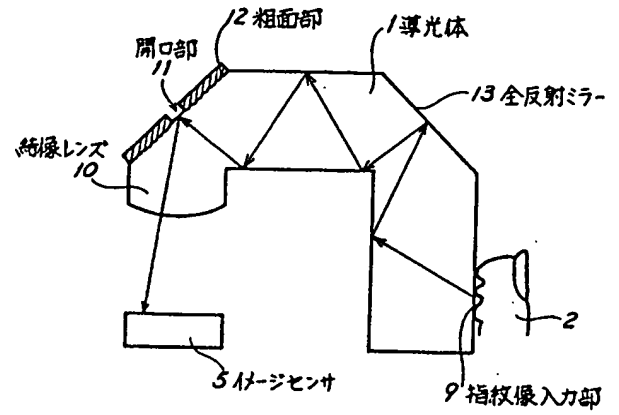 12 粗面部
開口部
11
1 導光体
13 全反射ミラー
結像レンズ
10
2
5 イメージセンサ
9 指紋像入力部